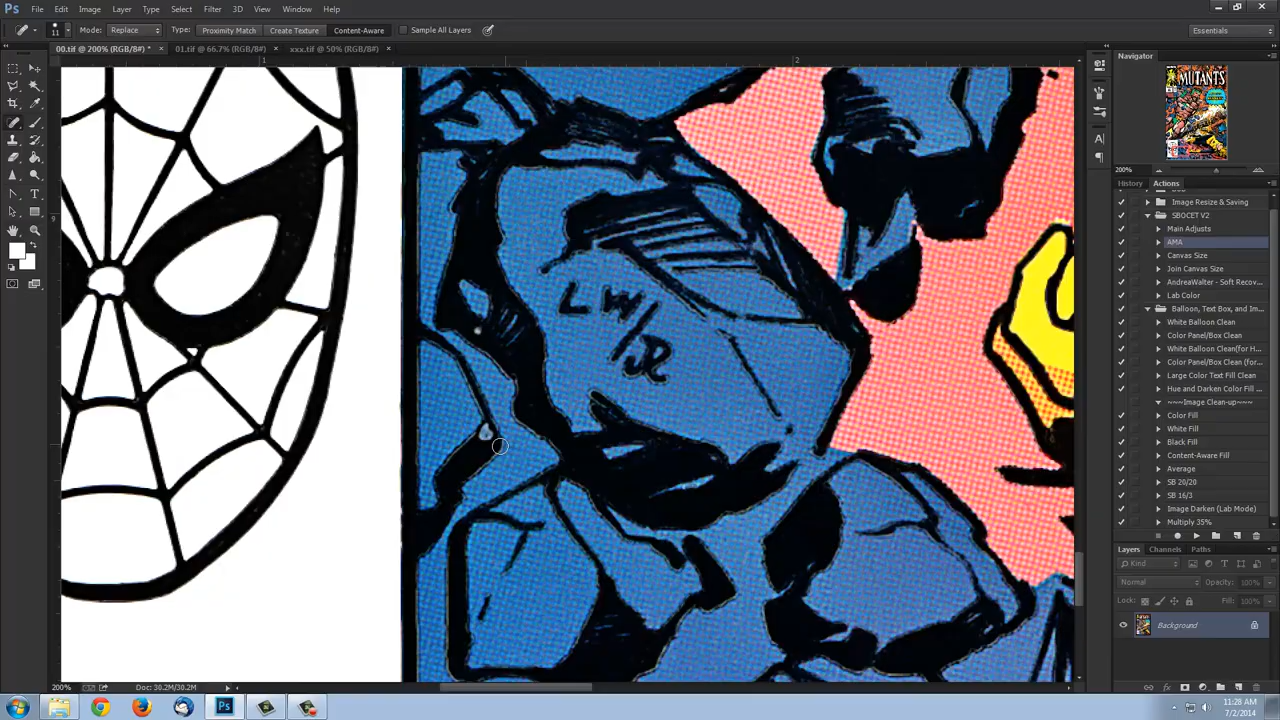 Ps File Edit Image Layer Type Select Filter 3D View Window Help
11 Mode: Replace Type: Proximity Match Create Texture Content-Aware Sample All Layers Essentials
00.tif @ 200% (RGB/8#) * × 01.tif @ 66.7% (RGB/8#) × xxx.tif @ 50% (RGB/8#) ×
1 2
9
LW/
Navigator
MUTANTS
200%
History Actions
Image Resize & Saving
SBOCET V2
Main Adjusts
AMA
Canvas Size
Join Canvas Size
AndreaWalter - Soft Recov...
Lab Color
Balloon, Text Box, and Im...
White Balloon Clean
Color Panel/Box Clean
White Balloon Clean(for H...
Color Panel/Box Clean (for...
Large Color Text Fill Clean
Hue and Darken Color Fill ...
~~~Image Clean-up~~~
Color Fill
White Fill
Black Fill
Content-Aware Fill
Average
SB 20/20
SB 16/3
Image Darken (Lab Mode)
Multiply 35%
Layers Channels Paths
Kind
Normal Opacity: 100%
Lock: Fill: 100%
Background
200% Doc: 30.2M/30.2M
Ps
11:28 AM
7/2/2014